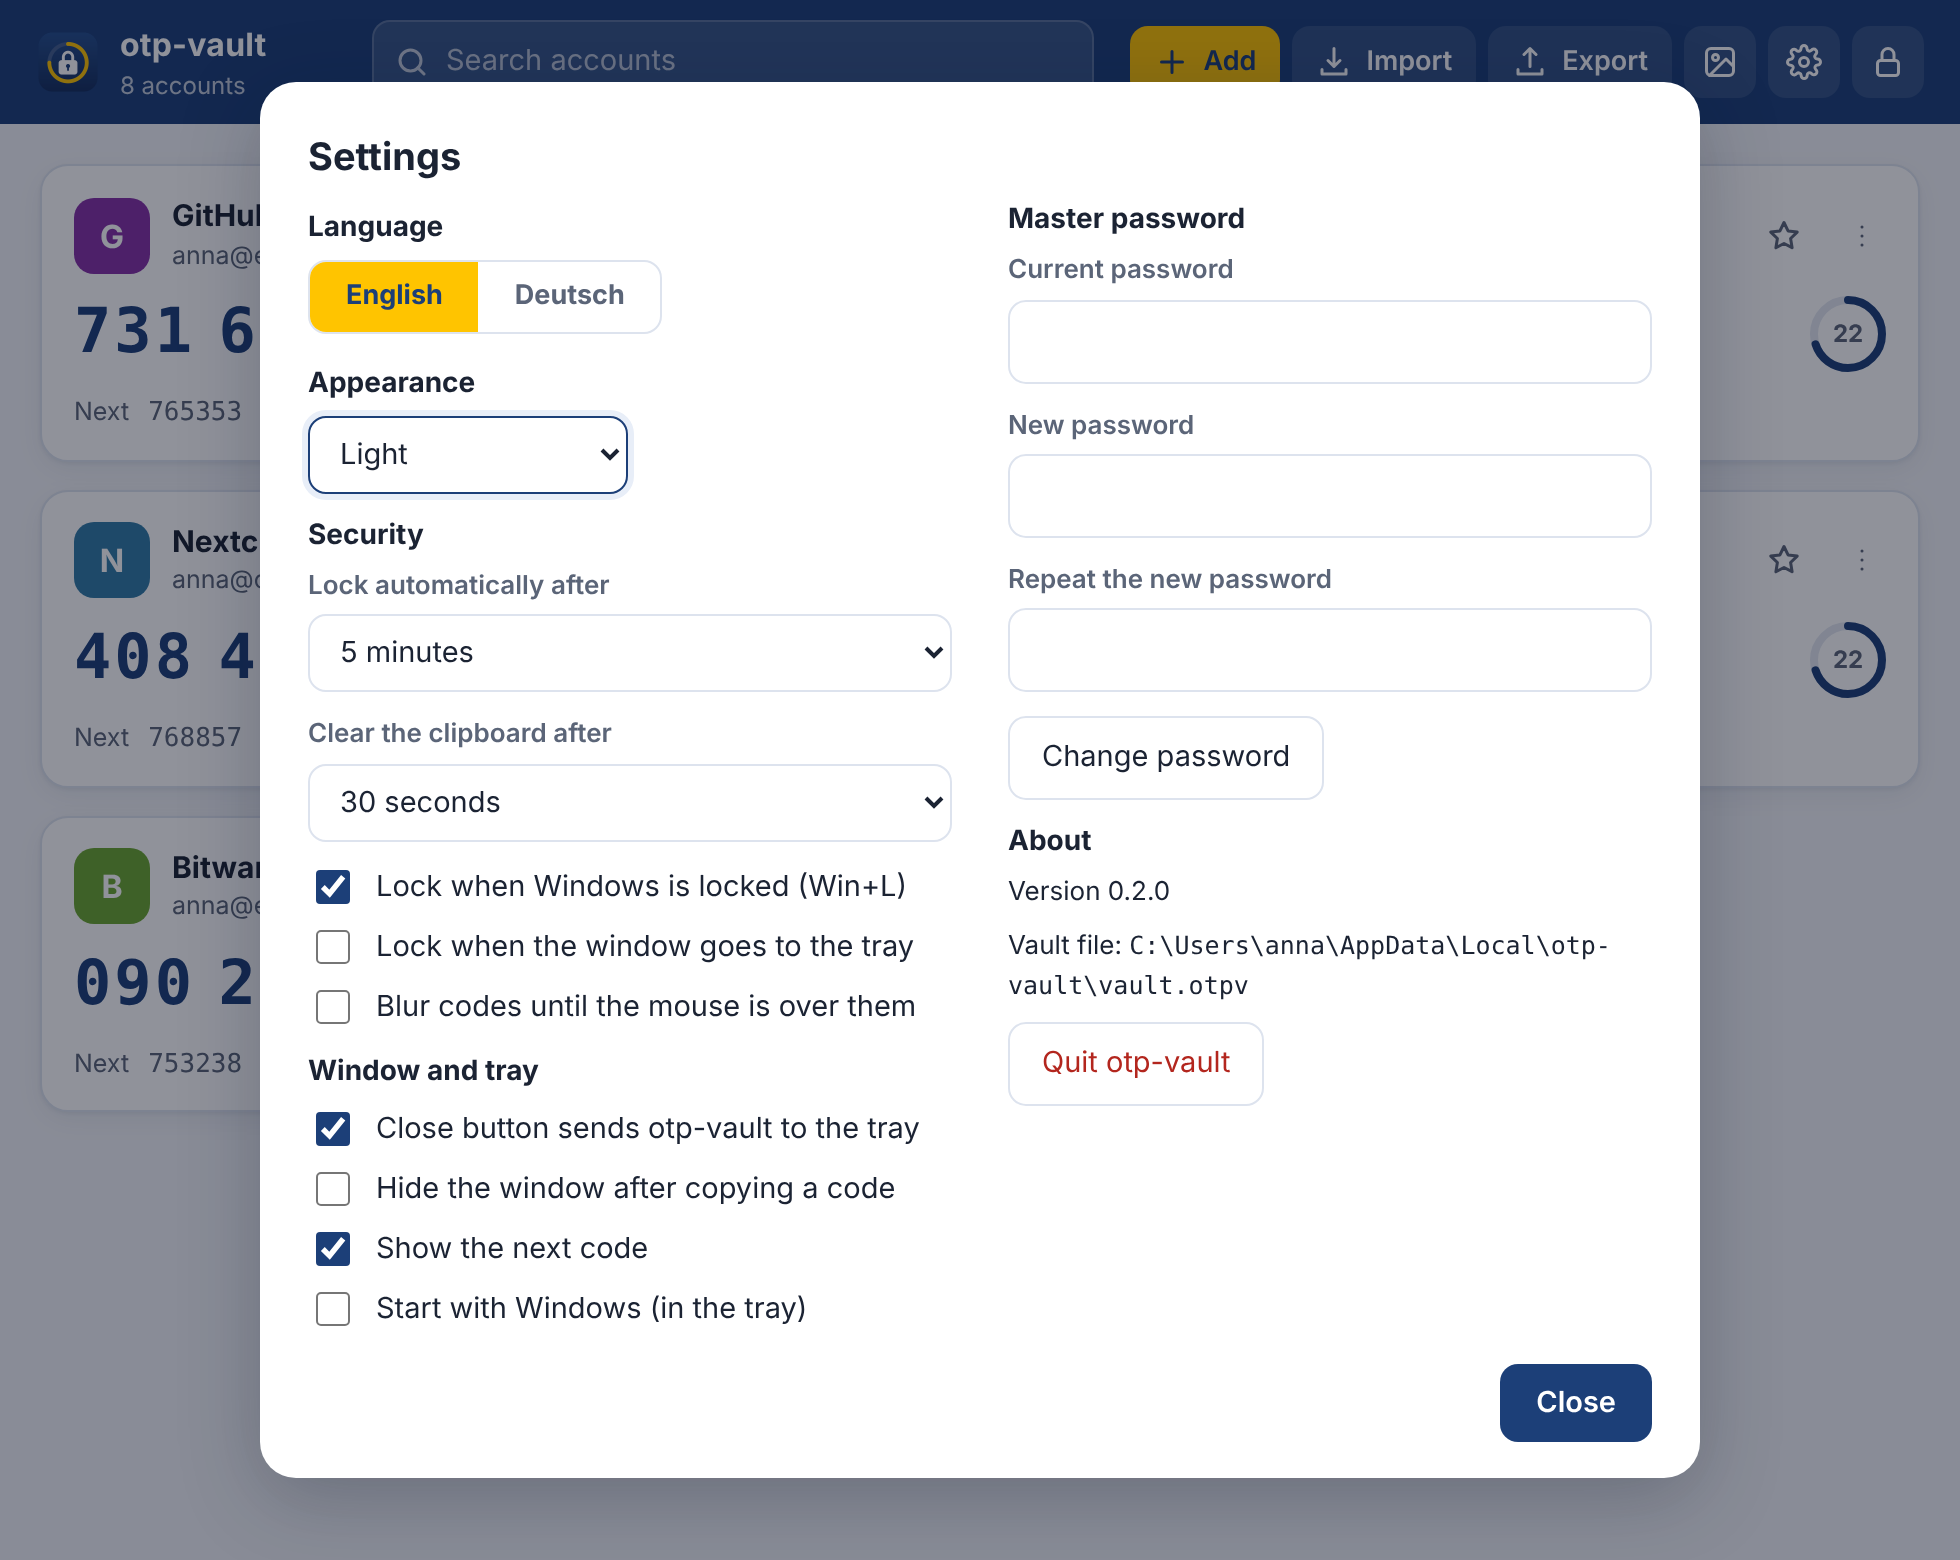 otp-vault
8 accounts
Search accounts
Add
Import
Export
Settings
Language
English
Deutsch
Appearance
Light
Security
Lock automatically after
5 minutes
Clear the clipboard after
30 seconds
Lock when Windows is locked (Win+L)
Lock when the window goes to the tray
Blur codes until the mouse is over them
Window and tray
Close button sends otp-vault to the tray
Hide the window after copying a code
Show the next code
Start with Windows (in the tray)
Master password
Current password
New password
Repeat the new password
Change password
About
Version 0.2.0
Vault file: C:\Users\anna\AppData\Local\otp-
vault\vault.otpv
Quit otp-vault
Close
G
731 6
Next 765353
22
N
408 4
Next 768857
22
B
090 2
Next 753238